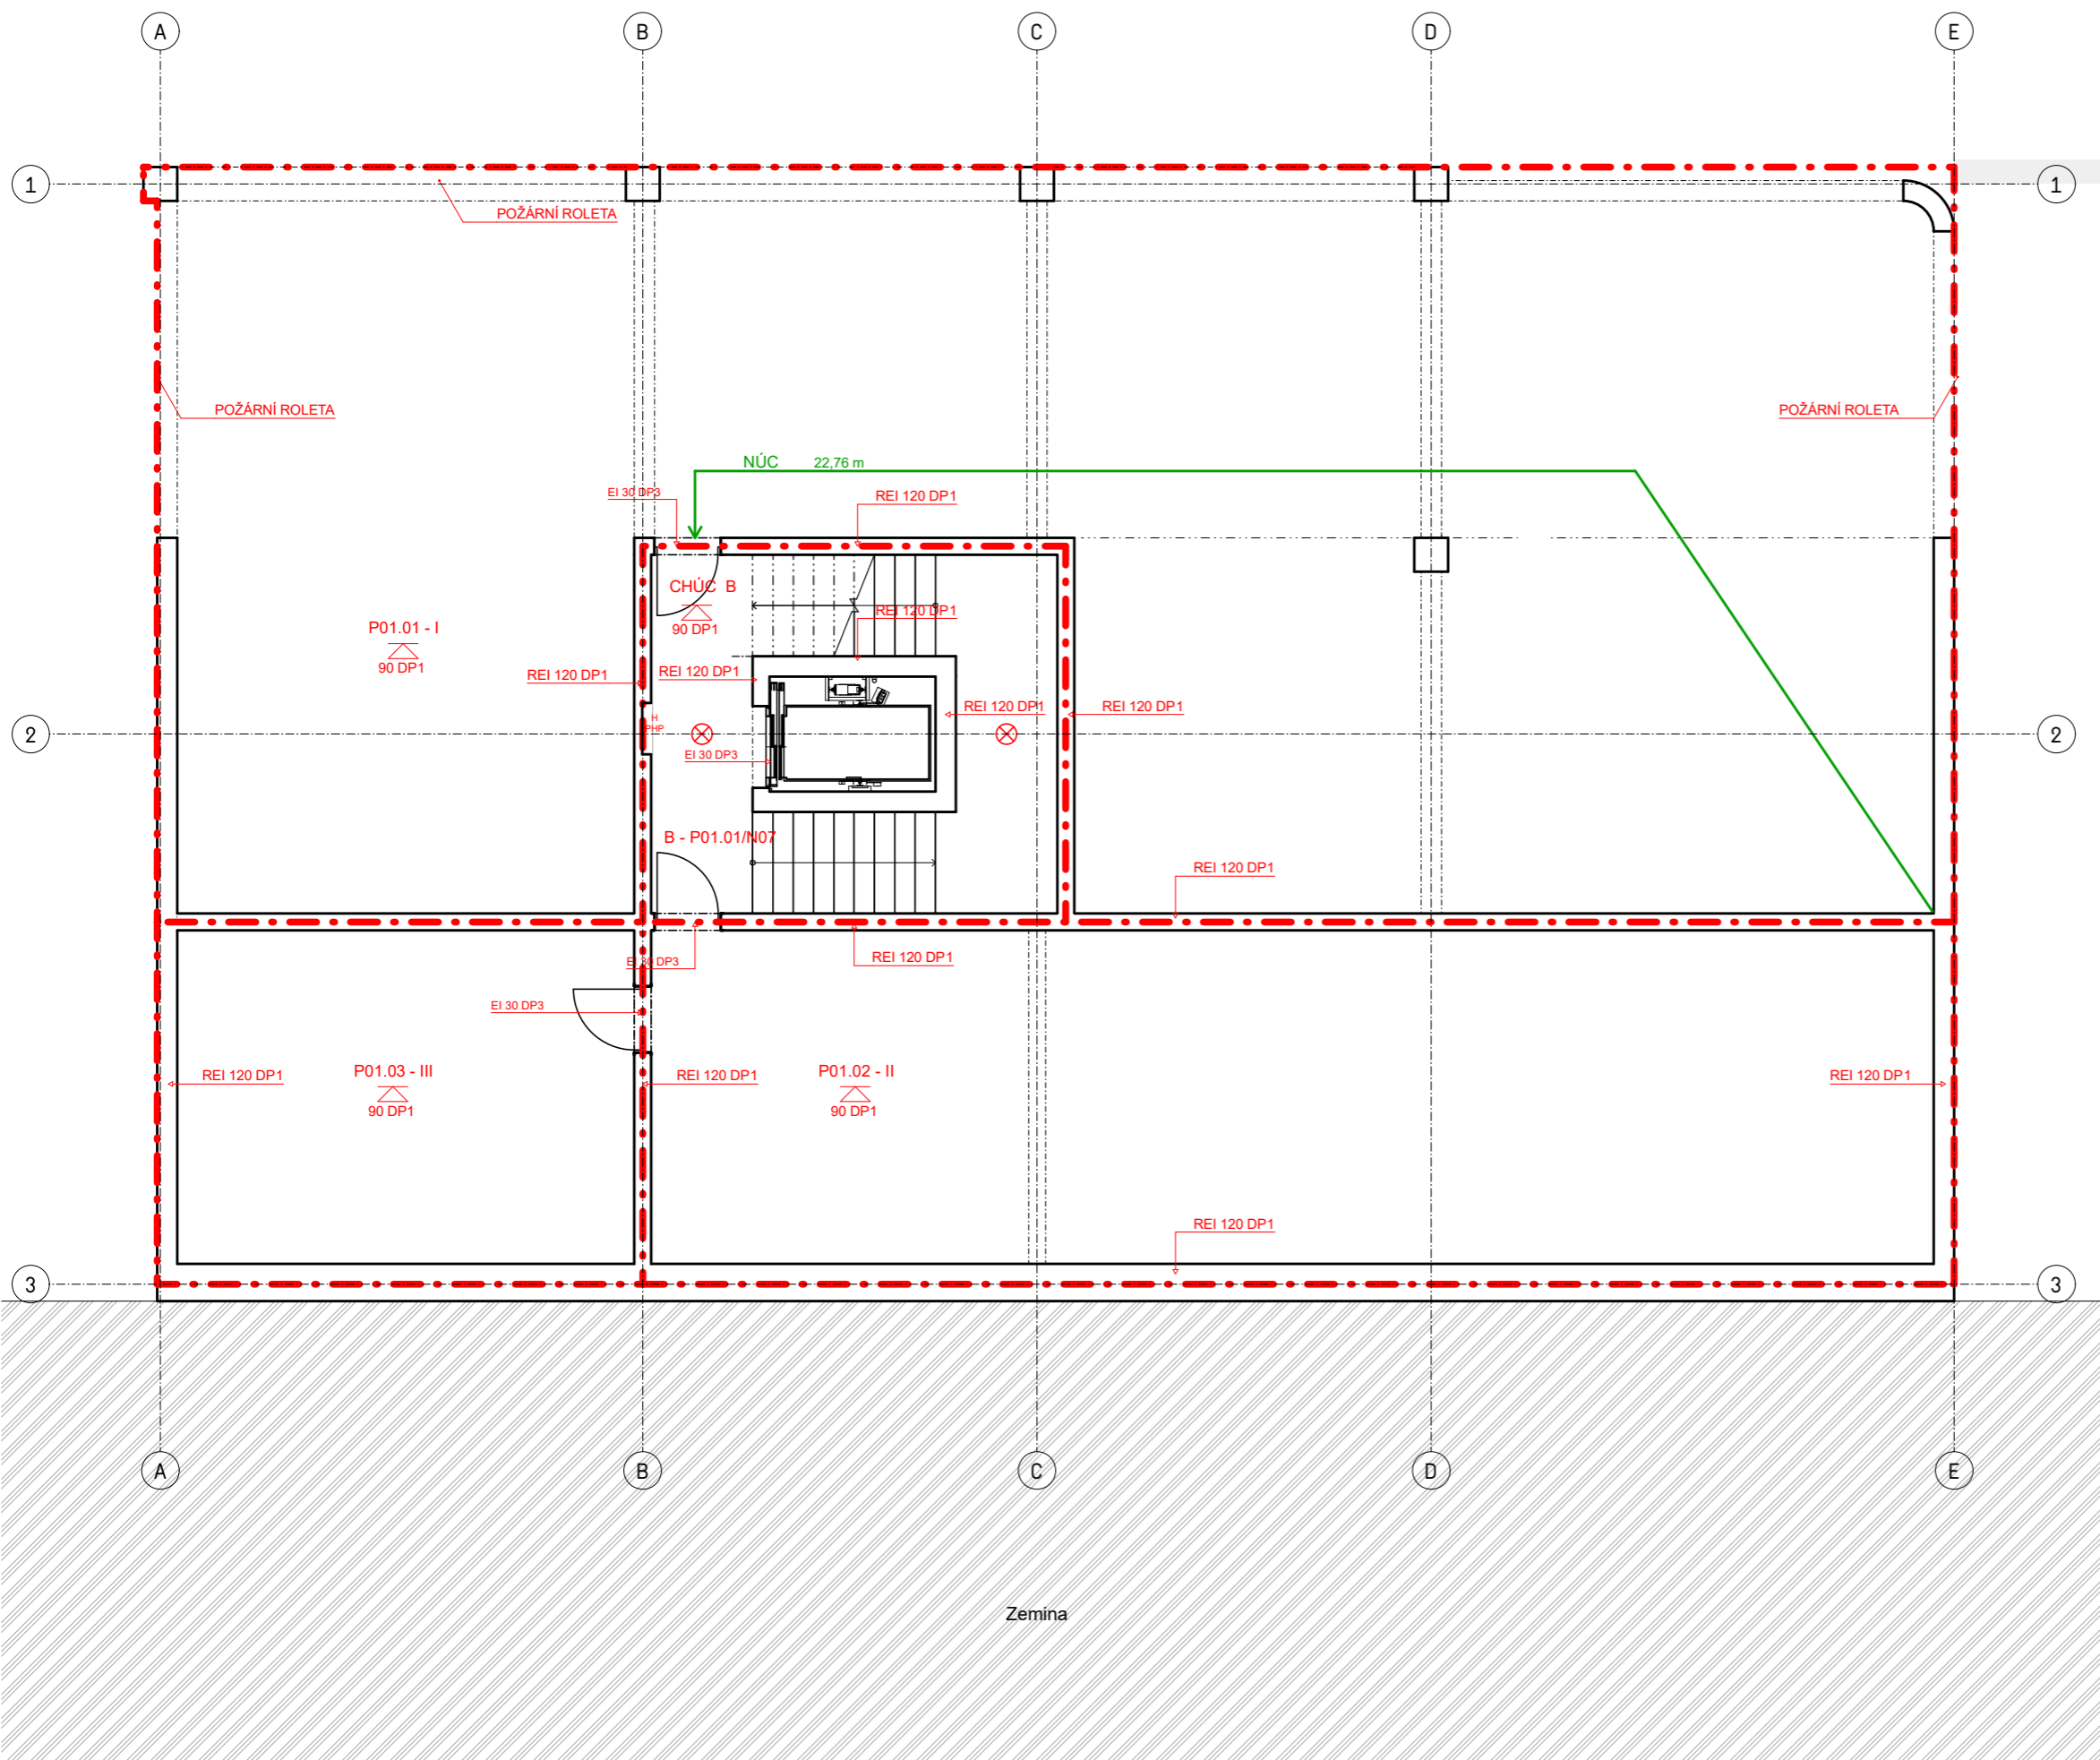 A B C D E
1 1
POŽÁRNÍ ROLETA
POŽÁRNÍ ROLETA
POŽÁRNÍ ROLETA
NÚC 22,76 m
EI 30 DP3
REI 120 DP1
CHÚC B
90 DP1
REI 120 DP1
P01.01 - I
90 DP1
REI 120 DP1
REI 120 DP1
REI 120 DP1
REI 120 DP1
H
PHP
2 2
EI 30 DP3
B - P01.01/N07
REI 120 DP1
EI 30 DP3
REI 120 DP1
EI 30 DP3
P01.03 - III
90 DP1
REI 120 DP1
REI 120 DP1
P01.02 - II
90 DP1
REI 120 DP1
REI 120 DP1
3 3
A B C D E
Zemina